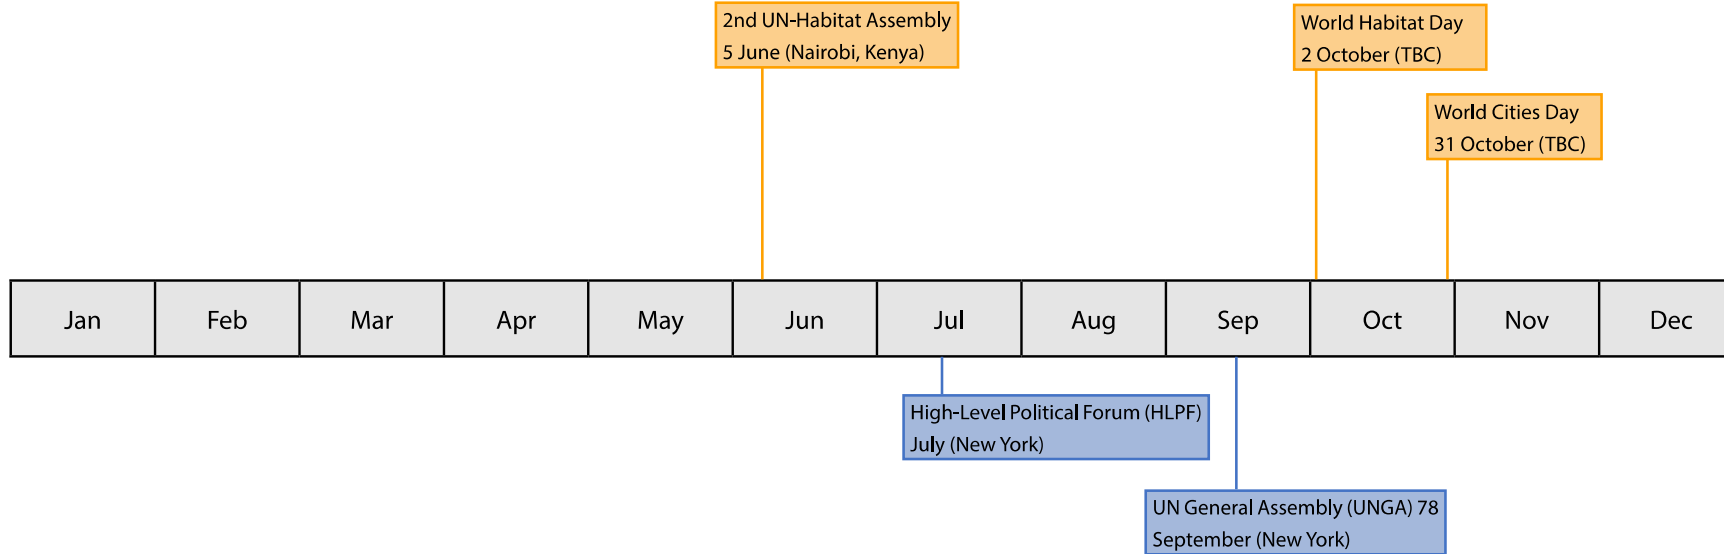 2nd UN-Habitat Assembly
5 June (Nairobi, Kenya)
World Habitat Day
2 October (TBC)
World Cities Day
31 October (TBC)
Jan
Feb
Mar
Apr
May
Jun
Jul
Aug
Sep
Oct
Nov
Dec
High-Level Political Forum (HLPF)
July (New York)
UN General Assembly (UNGA) 78
September (New York)